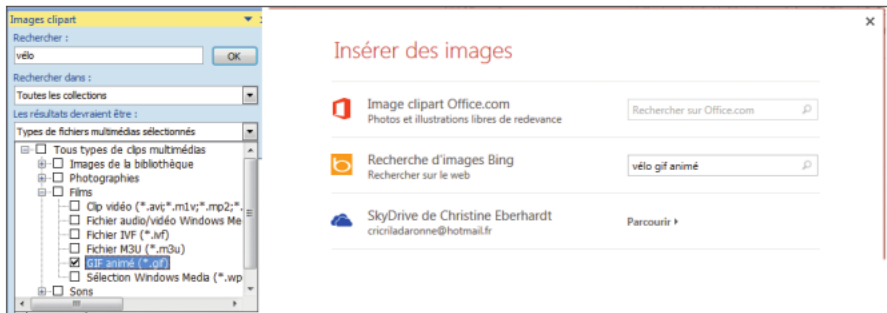 Images clipart
Rechercher :
vélo
OK
Rechercher dans :
Toutes les collections
Les résultats devraient être :
Types de fichiers multimédias sélectionnés
Tous types de clips multimédias
Images de la bibliothèque
Photographies
Films
Clip vidéo (*.avi;*.m1v;*.mp2;*.
Fichier audio/vidéo Windows Me
Fichier IVF (*.ivf)
Fichier M3U (*.m3u)
GIF animé (*.gif)
Sélection Windows Media (*.wp
Sons
Insérer des images
Image clipart Office.com
Photos et illustrations libres de redevance
Rechercher sur Office.com
Recherche d'images Bing
Rechercher sur le web
vélo gif animé
SkyDrive de Christine Eberhardt
cricriladaronne@hotmail.fr
Parcourir